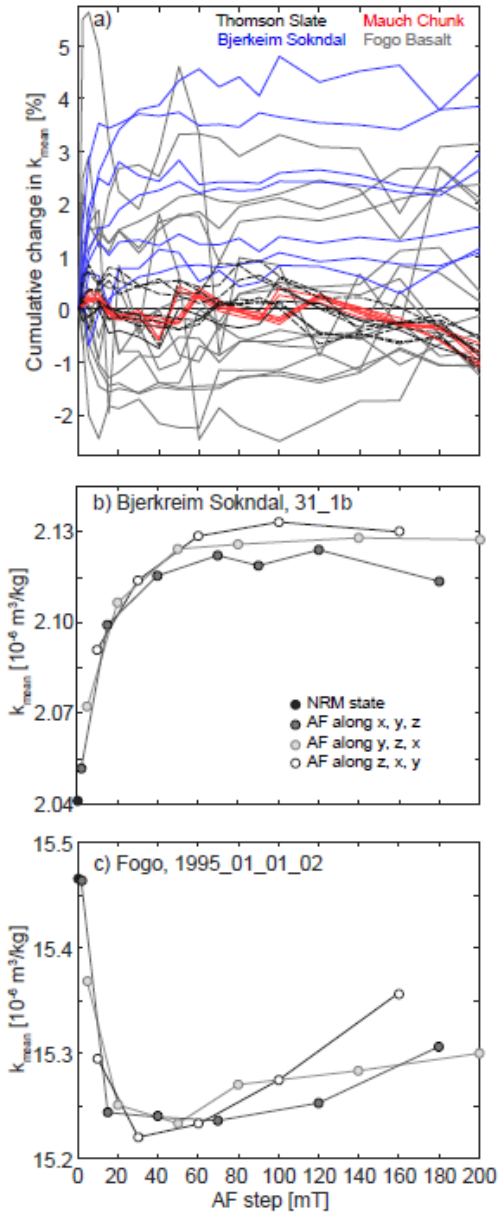 a)
Thomson Slate Mauch Chunk
Bjerkeim Sokndal Fogo Basalt
Cumulative change in kmean [%]
5
4
3
2
1
0
-1
-2
b) Bjerkreim Sokndal, 31_1b
kmean [10⁻⁶ m³/kg]
2.13
2.10
2.07
2.04
NRM state
AF along x, y, z
AF along y, z, x
AF along z, x, y
c) Fogo, 1995_01_01_02
kmean [10⁻⁶ m³/kg]
15.5
15.4
15.3
15.2
0 20 40 60 80 100 120 140 160 180 200
AF step [mT]